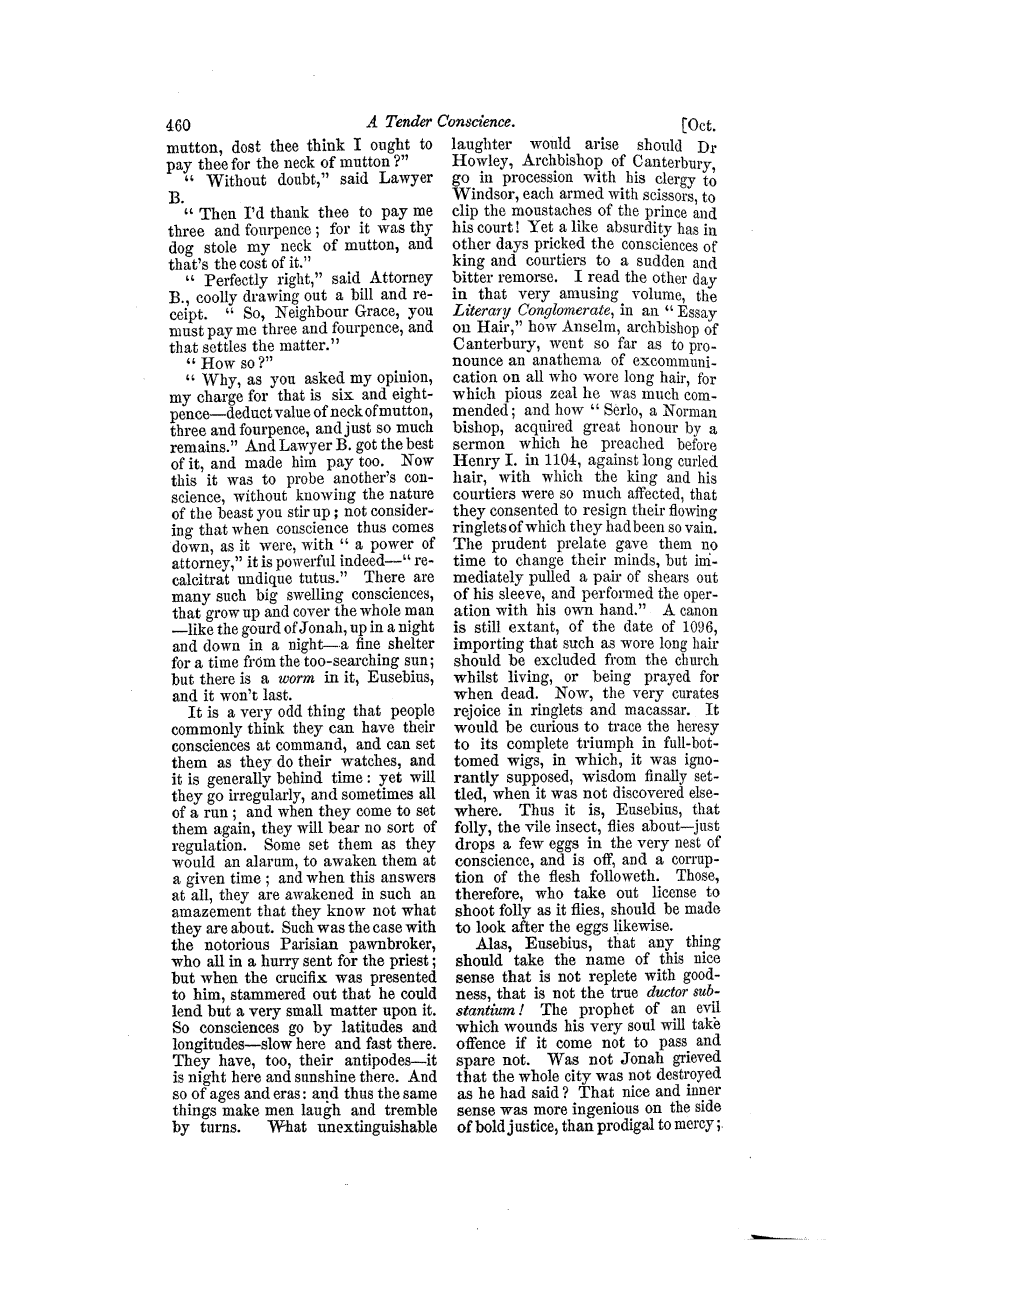 460
A Tender Conscience.
[Oct.
mutton, dost thee think I ought to
pay thee for the neck of mutton?"
"Without doubt," said Lawyer
B.
"Then I'd thank thee to pay me
three and fourpence; for it was thy
dog stole my neck of mutton, and
that's the cost of it."
"Perfectly right," said Attorney
B., coolly drawing out a bill and re-
ceipt. "So, Neighbour Grace, you
must pay me three and fourpence, and
that settles the matter."
"How so?"
"Why, as you asked my opinion,
my charge for that is six and eight-
pence—deduct value of neck of mutton,
three and fourpence, and just so much
remains." And Lawyer B. got the best
of it, and made him pay too. Now
this it was to probe another's con-
science, without knowing the nature
of the beast you stir up; not consider-
ing that when conscience thus comes
down, as it were, with "a power of
attorney," it is powerful indeed—"re-
calcitrat undique tutus." There are
many such big swelling consciences,
that grow up and cover the whole man
—like the gourd of Jonah, up in a night
and down in a night—a fine shelter
for a time from the too-searching sun;
but there is a worm in it, Eusebius,
and it won't last.
It is a very odd thing that people
commonly think they can have their
consciences at command, and can set
them as they do their watches, and
it is generally behind time: yet will
they go irregularly, and sometimes all
of a run; and when they come to set
them again, they will bear no sort of
regulation. Some set them as they
would an alarum, to awaken them at
a given time; and when this answers
at all, they are awakened in such an
amazement that they know not what
they are about. Such was the case with
the notorious Parisian pawnbroker,
who all in a hurry sent for the priest;
but when the crucifix was presented
to him, stammered out that he could
lend but a very small matter upon it.
So consciences go by latitudes and
longitudes—slow here and fast there.
They have, too, their antipodes—it
is night here and sunshine there. And
so of ages and eras: and thus the same
things make men laugh and tremble
by turns. What unextinguishable
laughter would arise should Dr
Howley, Archbishop of Canterbury,
go in procession with his clergy to
Windsor, each armed with scissors, to
clip the moustaches of the prince and
his court! Yet a like absurdity has in
other days pricked the consciences of
king and courtiers to a sudden and
bitter remorse. I read the other day
in that very amusing volume, the
Literary Conglomerate, in an "Essay
on Hair," how Anselm, archbishop of
Canterbury, went so far as to pro-
nounce an anathema of excommuni-
cation on all who wore long hair, for
which pious zeal he was much com-
mended; and how "Serlo, a Norman
bishop, acquired great honour by a
sermon which he preached before
Henry I. in 1104, against long curled
hair, with which the king and his
courtiers were so much affected, that
they consented to resign their flowing
ringlets of which they had been so vain.
The prudent prelate gave them no
time to change their minds, but im-
mediately pulled a pair of shears out
of his sleeve, and performed the oper-
ation with his own hand." A canon
is still extant, of the date of 1096,
importing that such as wore long hair
should be excluded from the church
whilst living, or being prayed for
when dead. Now, the very curates
rejoice in ringlets and macassar. It
would be curious to trace the heresy
to its complete triumph in full-bot-
tomed wigs, in which, it was igno-
rantly supposed, wisdom finally set-
tled, when it was not discovered else-
where. Thus it is, Eusebius, that
folly, the vile insect, flies about—just
drops a few eggs in the very nest of
conscience, and is off, and a corrup-
tion of the flesh followeth. Those,
therefore, who take out license to
shoot folly as it flies, should be made
to look after the eggs likewise.
Alas, Eusebius, that any thing
should take the name of this nice
sense that is not replete with good-
ness, that is not the true ductor sub-
stantium! The prophet of an evil
which wounds his very soul will take
offence if it come not to pass and
spare not. Was not Jonah grieved
that the whole city was not destroyed
as he had said? That nice and inner
sense was more ingenious on the side
of bold justice, than prodigal to mercy;